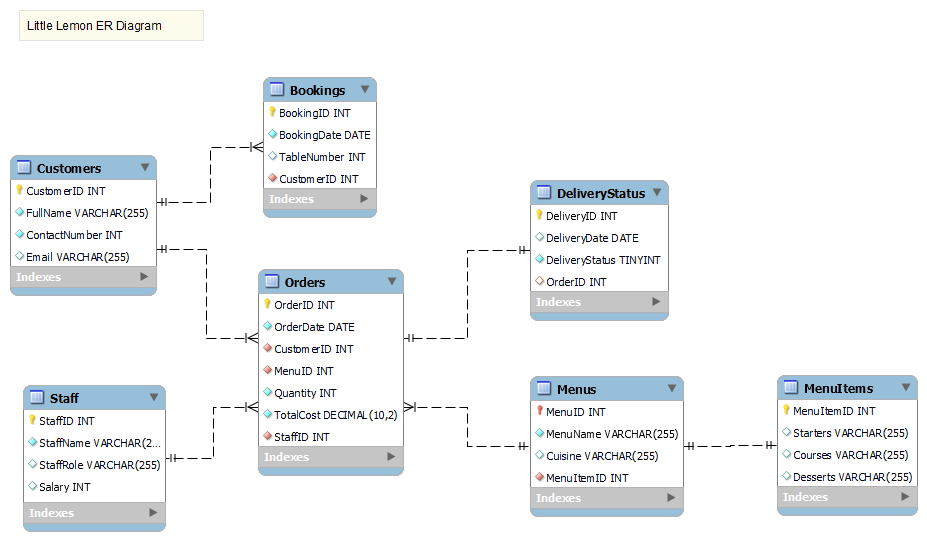 Little Lemon ER Diagram
Bookings
BookingID INT
BookingDate DATE
TableNumber INT
CustomerID INT
Indexes
Customers
CustomerID INT
FullName VARCHAR(255)
ContactNumber INT
Email VARCHAR(255)
Indexes
DeliveryStatus
DeliveryID INT
DeliveryDate DATE
DeliveryStatus TINYINT
OrderID INT
Indexes
Orders
OrderID INT
OrderDate DATE
CustomerID INT
MenuID INT
Quantity INT
TotalCost DECIMAL(10,2)
StaffID INT
Indexes
Staff
StaffID INT
StaffName VARCHAR(2...
StaffRole VARCHAR(255)
Salary INT
Indexes
Menus
MenuID INT
MenuName VARCHAR(255)
Cuisine VARCHAR(255)
MenuItemID INT
Indexes
MenuItems
MenuItemID INT
Starters VARCHAR(255)
Courses VARCHAR(255)
Desserts VARCHAR(255)
Indexes